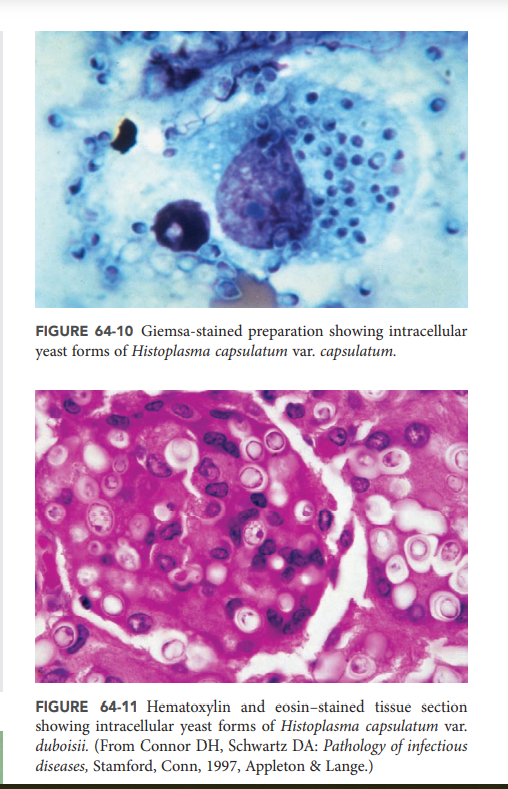 FIGURE 64-10 Giemsa-stained preparation showing intracellular
yeast forms of Histoplasma capsulatum var. capsulatum.
FIGURE 64-11 Hematoxylin and eosin–stained tissue section
showing intracellular yeast forms of Histoplasma capsulatum var.
duboisii. (From Connor DH, Schwartz DA: Pathology of infectious
diseases, Stamford, Conn, 1997, Appleton & Lange.)